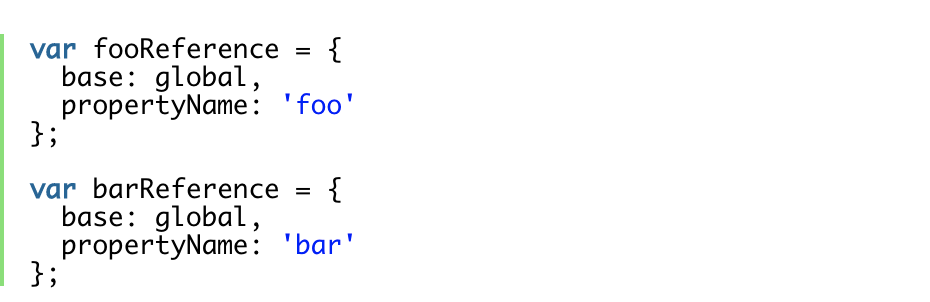 var fooReference = {
  base: global,
  propertyName: 'foo'
};

var barReference = {
  base: global,
  propertyName: 'bar'
};